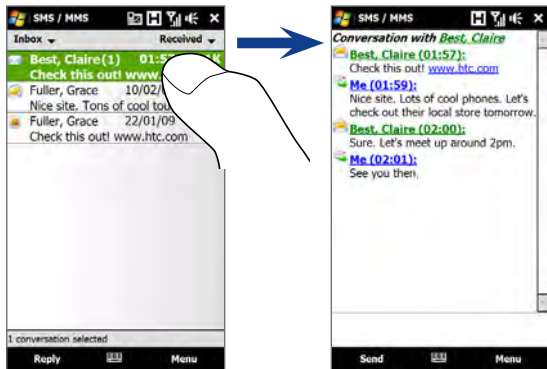 SMS / MMS
Inbox
Received
Best, Claire (1)
Check this out! www.
Fuller, Grace 10/02/
Nice site. Tons of cool
Fuller, Grace 22/01/09
Check this out! www.htc.com
1 conversation selected
Reply
Menu
SMS / MMS
Conversation with Best, Claire
Best, Claire (01:57):
Check this out! www.htc.com
Me (01:59):
Nice site. Lots of cool phones. Let's
check out their local store tomorrow.
Best, Claire (02:00):
Sure. Let's meet up around 2pm.
Me (02:01):
See you then.
Send
Menu